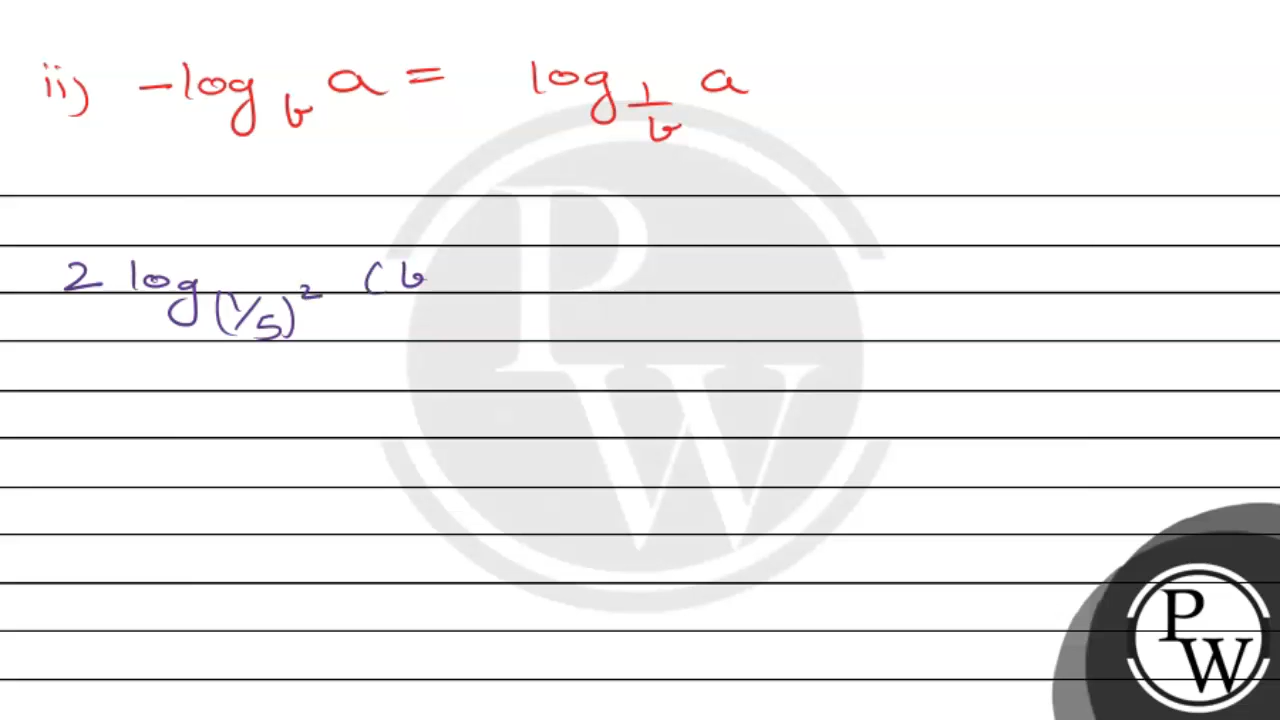 ii) -log_b a = log_{1/b} a
2 log_{(1/5)^2} (b
P
W
P
W